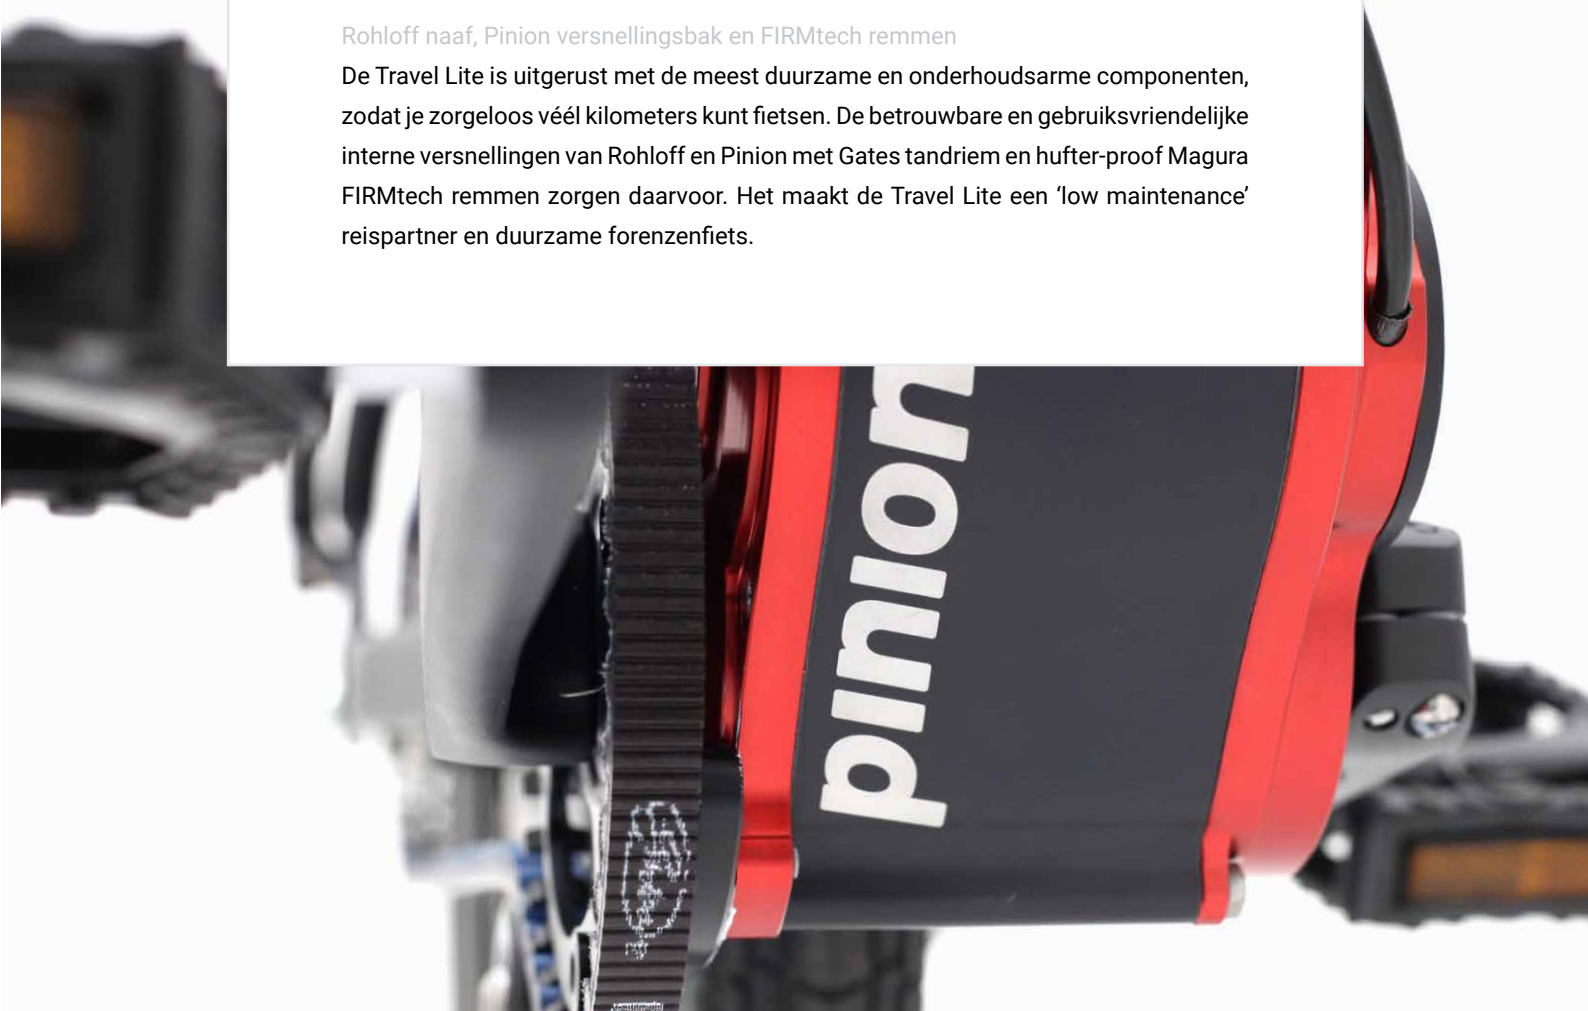 Rohloff naaf, Pinion versnellingsbak en FIRMtech remmen
De Travel Lite is uitgerust met de meest duurzame en onderhoudsarme componenten,
zodat je zorgeloos véél kilometers kunt fietsen. De betrouwbare en gebruiksvriendelijke
interne versnellingen van Rohloff en Pinion met Gates tandriem en hufter-proof Magura
FIRMtech remmen zorgen daarvoor. Het maakt de Travel Lite een ‘low maintenance’
reispartner en duurzame forenzenfiets.
pinion